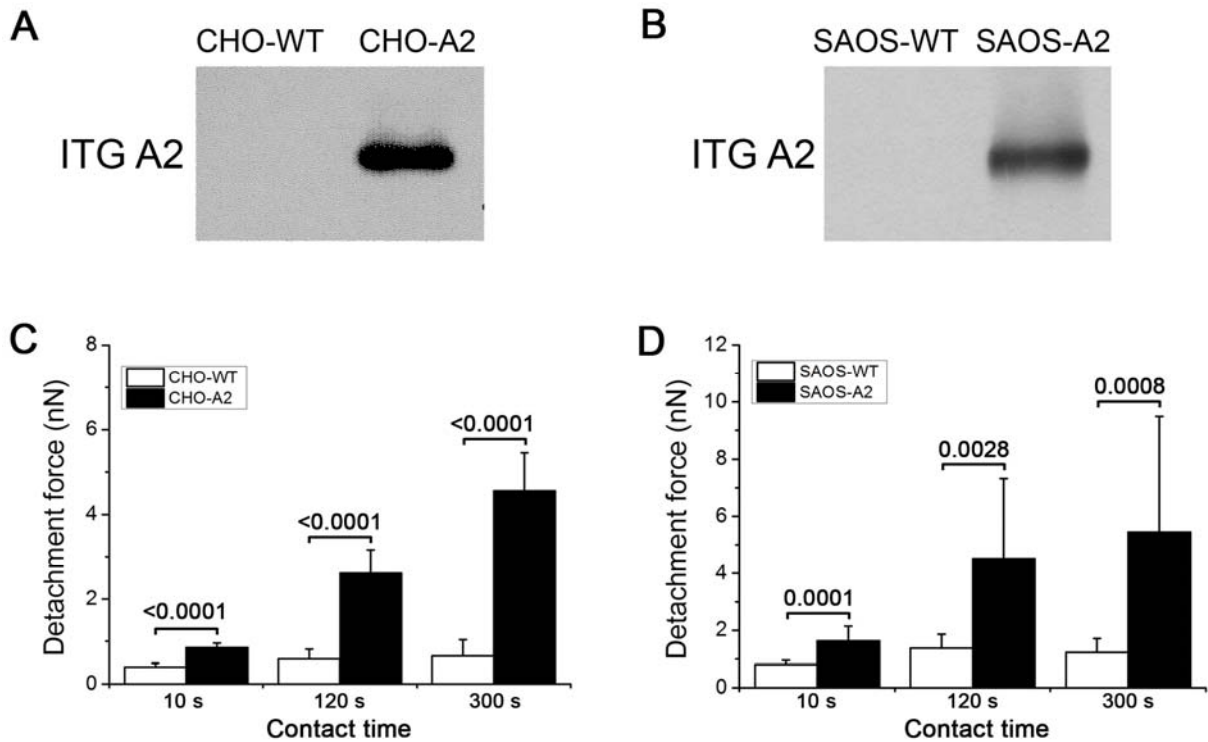 A
CHO-WT CHO-A2
ITG A2
B
SAOS-WT SAOS-A2
ITG A2
C
Detachment force (nN)
8
6
4
2
0
CHO-WT
CHO-A2
<0.0001
<0.0001
<0.0001
10 s 120 s 300 s
Contact time
D
Detachment force (nN)
12
10
8
6
4
2
0
SAOS-WT
SAOS-A2
0.0001
0.0028
0.0008
10 s 120 s 300 s
Contact time